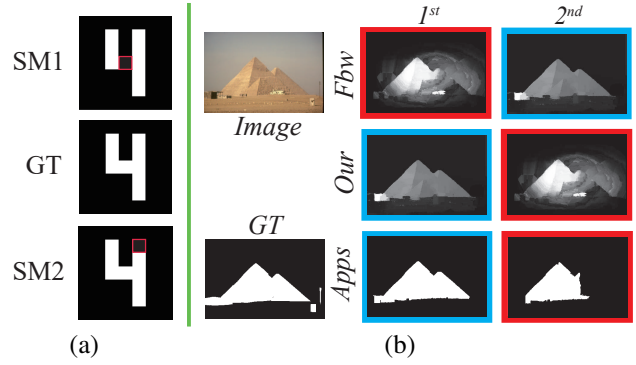 1st 2nd
SM1
Fbw
Image
GT
Our
GT
SM2
Apps
(a) (b)